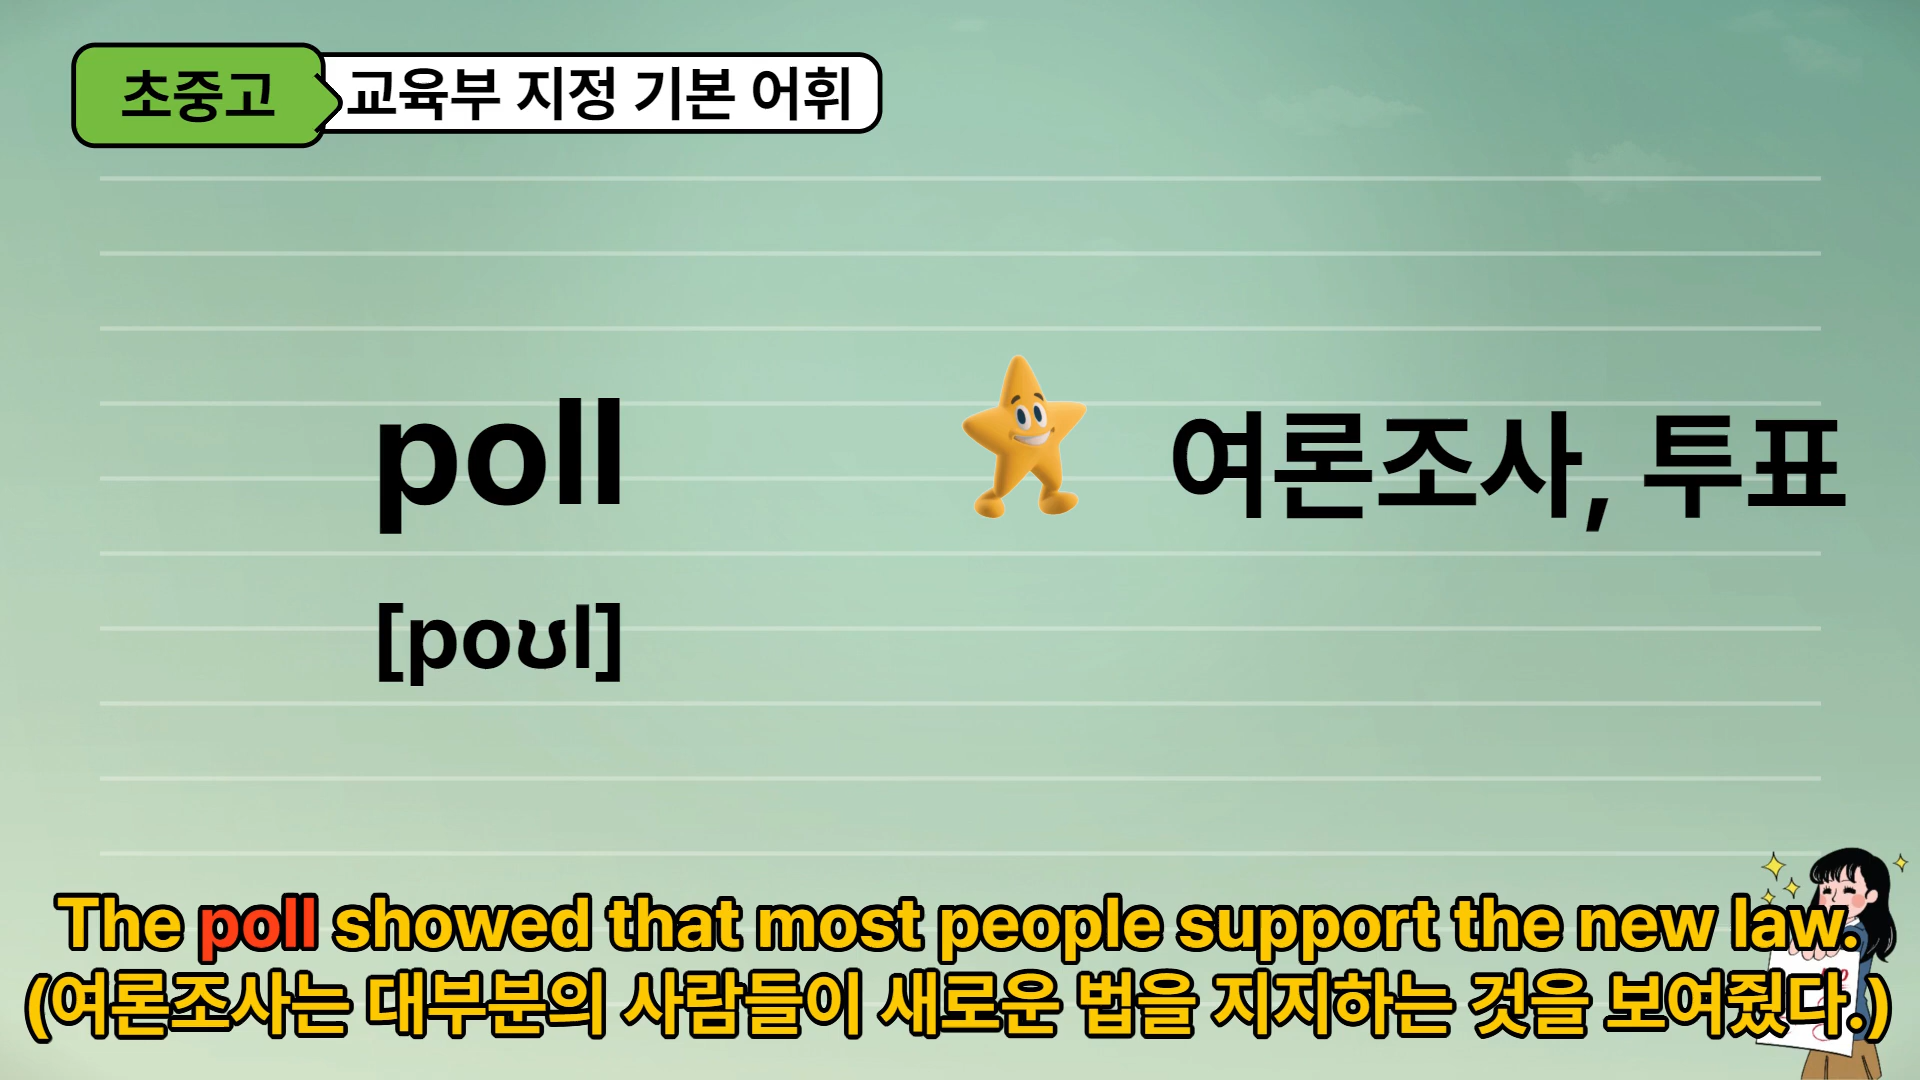 초중고 교육부 지정 기본 어휘
poll 여론조사, 투표
[poʊl]
The poll showed that most people support the new law.
(여론조사는 대부분의 사람들이 새로운 법을 지지하는 것을 보여줬다.)